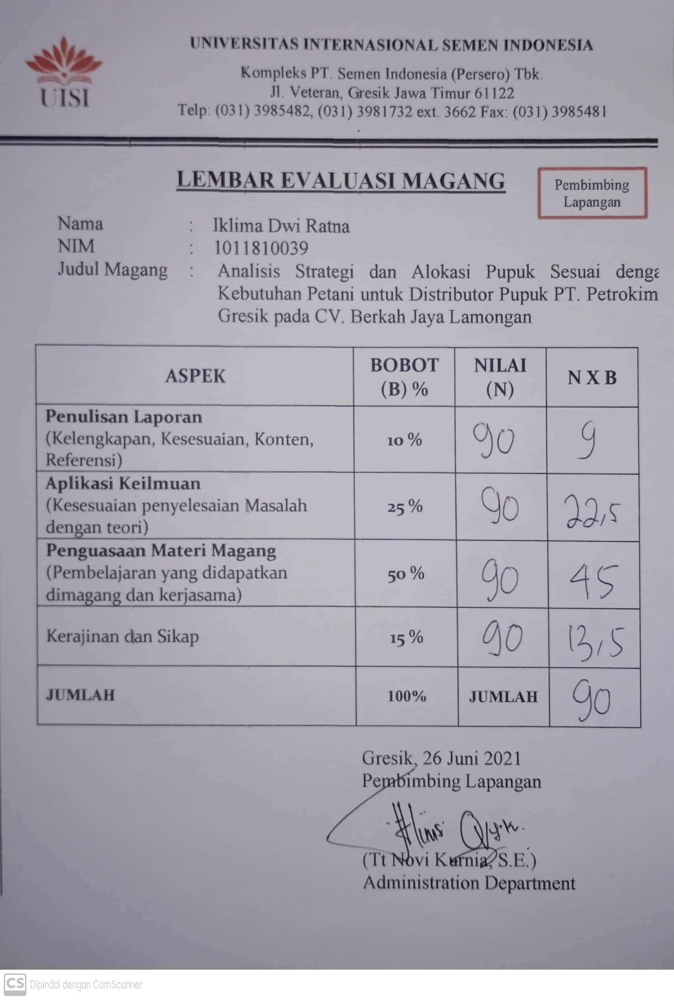 UISI
UNIVERSITAS INTERNASIONAL SEMEN INDONESIA
Kompleks PT. Semen Indonesia (Persero) Tbk.
Jl. Veteran, Gresik Jawa Timur 61122
Telp: (031) 3985482, (031) 3981732 ext. 3662 Fax: (031) 3985481
LEMBAR EVALUASI MAGANG
Pembimbing
Lapangan
Nama : Iklima Dwi Ratna
NIM : 1011810039
Judul Magang : Analisis Strategi dan Alokasi Pupuk Sesuai denga
Kebutuhan Petani untuk Distributor Pupuk PT. Petrokim
Gresik pada CV. Berkah Jaya Lamongan
ASPEK BOBOT (B) % NILAI (N) N X B
Penulisan Laporan
(Kelengkapan, Kesesuaian, Konten,
Referensi)
10 % 90 9
Aplikasi Keilmuan
(Kesesuaian penyelesaian Masalah
dengan teori)
25 % 90 22,5
Penguasaan Materi Magang
(Pembelajaran yang didapatkan
dimagang dan kerjasama)
50 % 90 45
Kerajinan dan Sikap 15 % 90 13,5
JUMLAH 100% JUMLAH 90
Gresik, 26 Juni 2021
Pembimbing Lapangan
(Tt Novi Kurnia, S.E.)
Administration Department
CS Dipindai dengan CamScanner